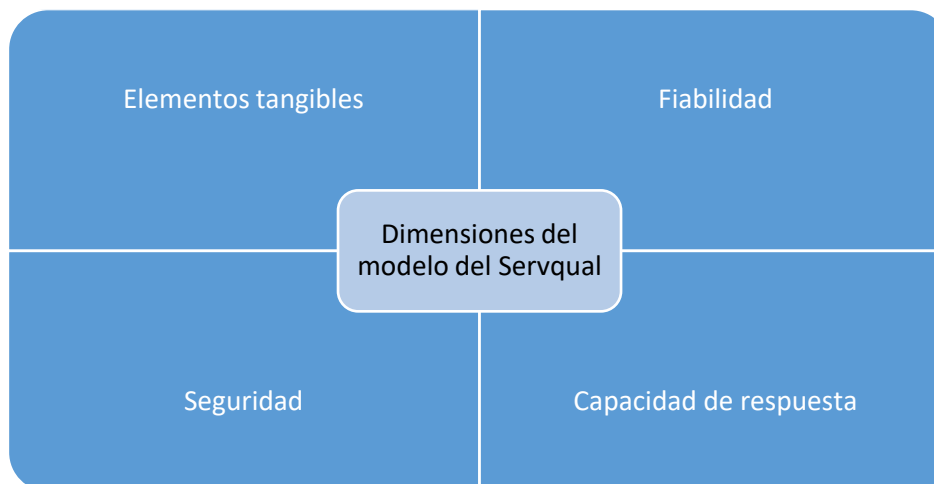 Elementos tangibles
Fiabilidad
Dimensiones del
modelo del Servqual
Seguridad
Capacidad de respuesta